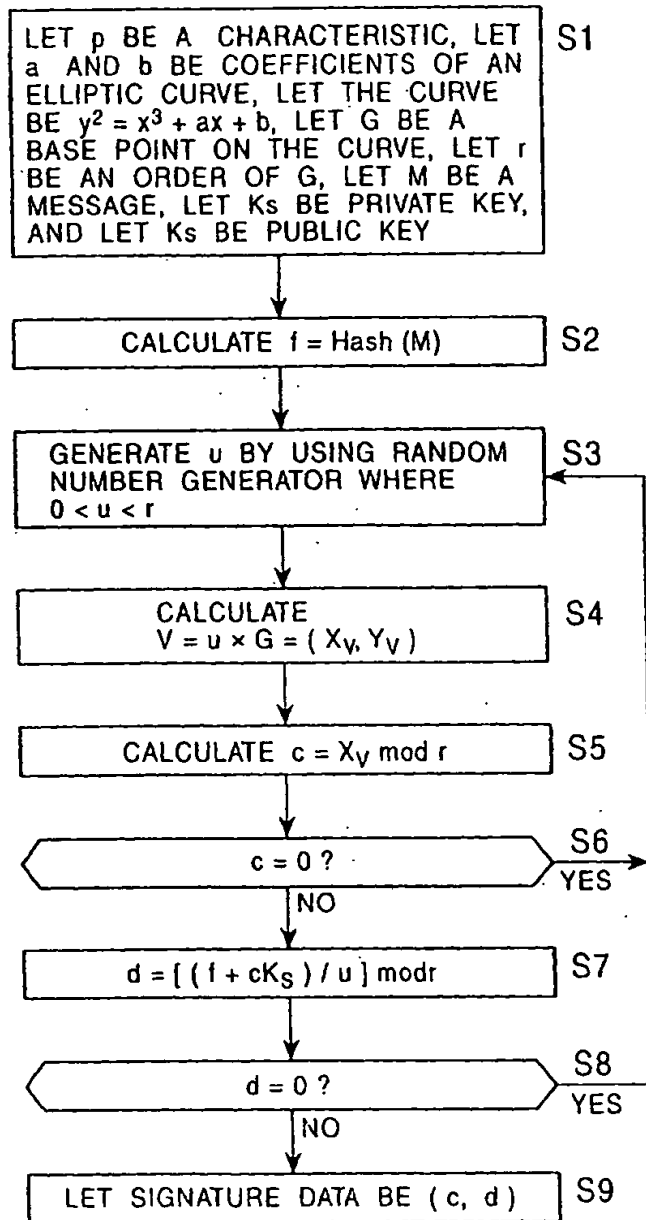 LET p BE A CHARACTERISTIC, LET
a AND b BE COEFFICIENTS OF AN
ELLIPTIC CURVE, LET THE CURVE
BE y² = x³ + ax + b, LET G BE A
BASE POINT ON THE CURVE, LET r
BE AN ORDER OF G, LET M BE A
MESSAGE, LET Ks BE PRIVATE KEY,
AND LET Ks BE PUBLIC KEY
S1
CALCULATE f = Hash (M)
S2
GENERATE u BY USING RANDOM
NUMBER GENERATOR WHERE
0 < u < r
S3
CALCULATE
V = u × G = ( XV, YV )
S4
CALCULATE c = XV mod r
S5
c = 0 ?
S6
YES
NO
d = [ ( f + cKS ) / u ] modr
S7
d = 0 ?
S8
YES
NO
LET SIGNATURE DATA BE ( c, d )
S9